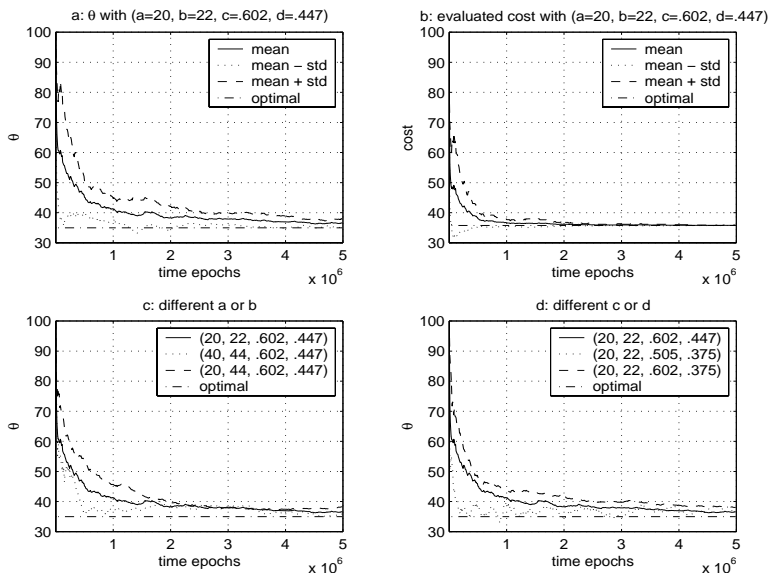 a: θ with (a=20, b=22, c=.602, d=.447)
100
90
80
70
60
50
40
30
θ
mean
mean − std
mean + std
optimal
1
2
3
4
5
time epochs
x 10^6
b: evaluated cost with (a=20, b=22, c=.602, d=.447)
100
90
80
70
60
50
40
30
cost
mean
mean − std
mean + std
optimal
1
2
3
4
5
time epochs
x 10^6
c: different a or b
100
90
80
70
60
50
40
30
θ
(20, 22, .602, .447)
(40, 44, .602, .447)
(20, 44, .602, .447)
optimal
1
2
3
4
5
time epochs
x 10^6
d: different c or d
100
90
80
70
60
50
40
30
θ
(20, 22, .602, .447)
(20, 22, .505, .375)
(20, 22, .602, .375)
optimal
1
2
3
4
5
time epochs
x 10^6